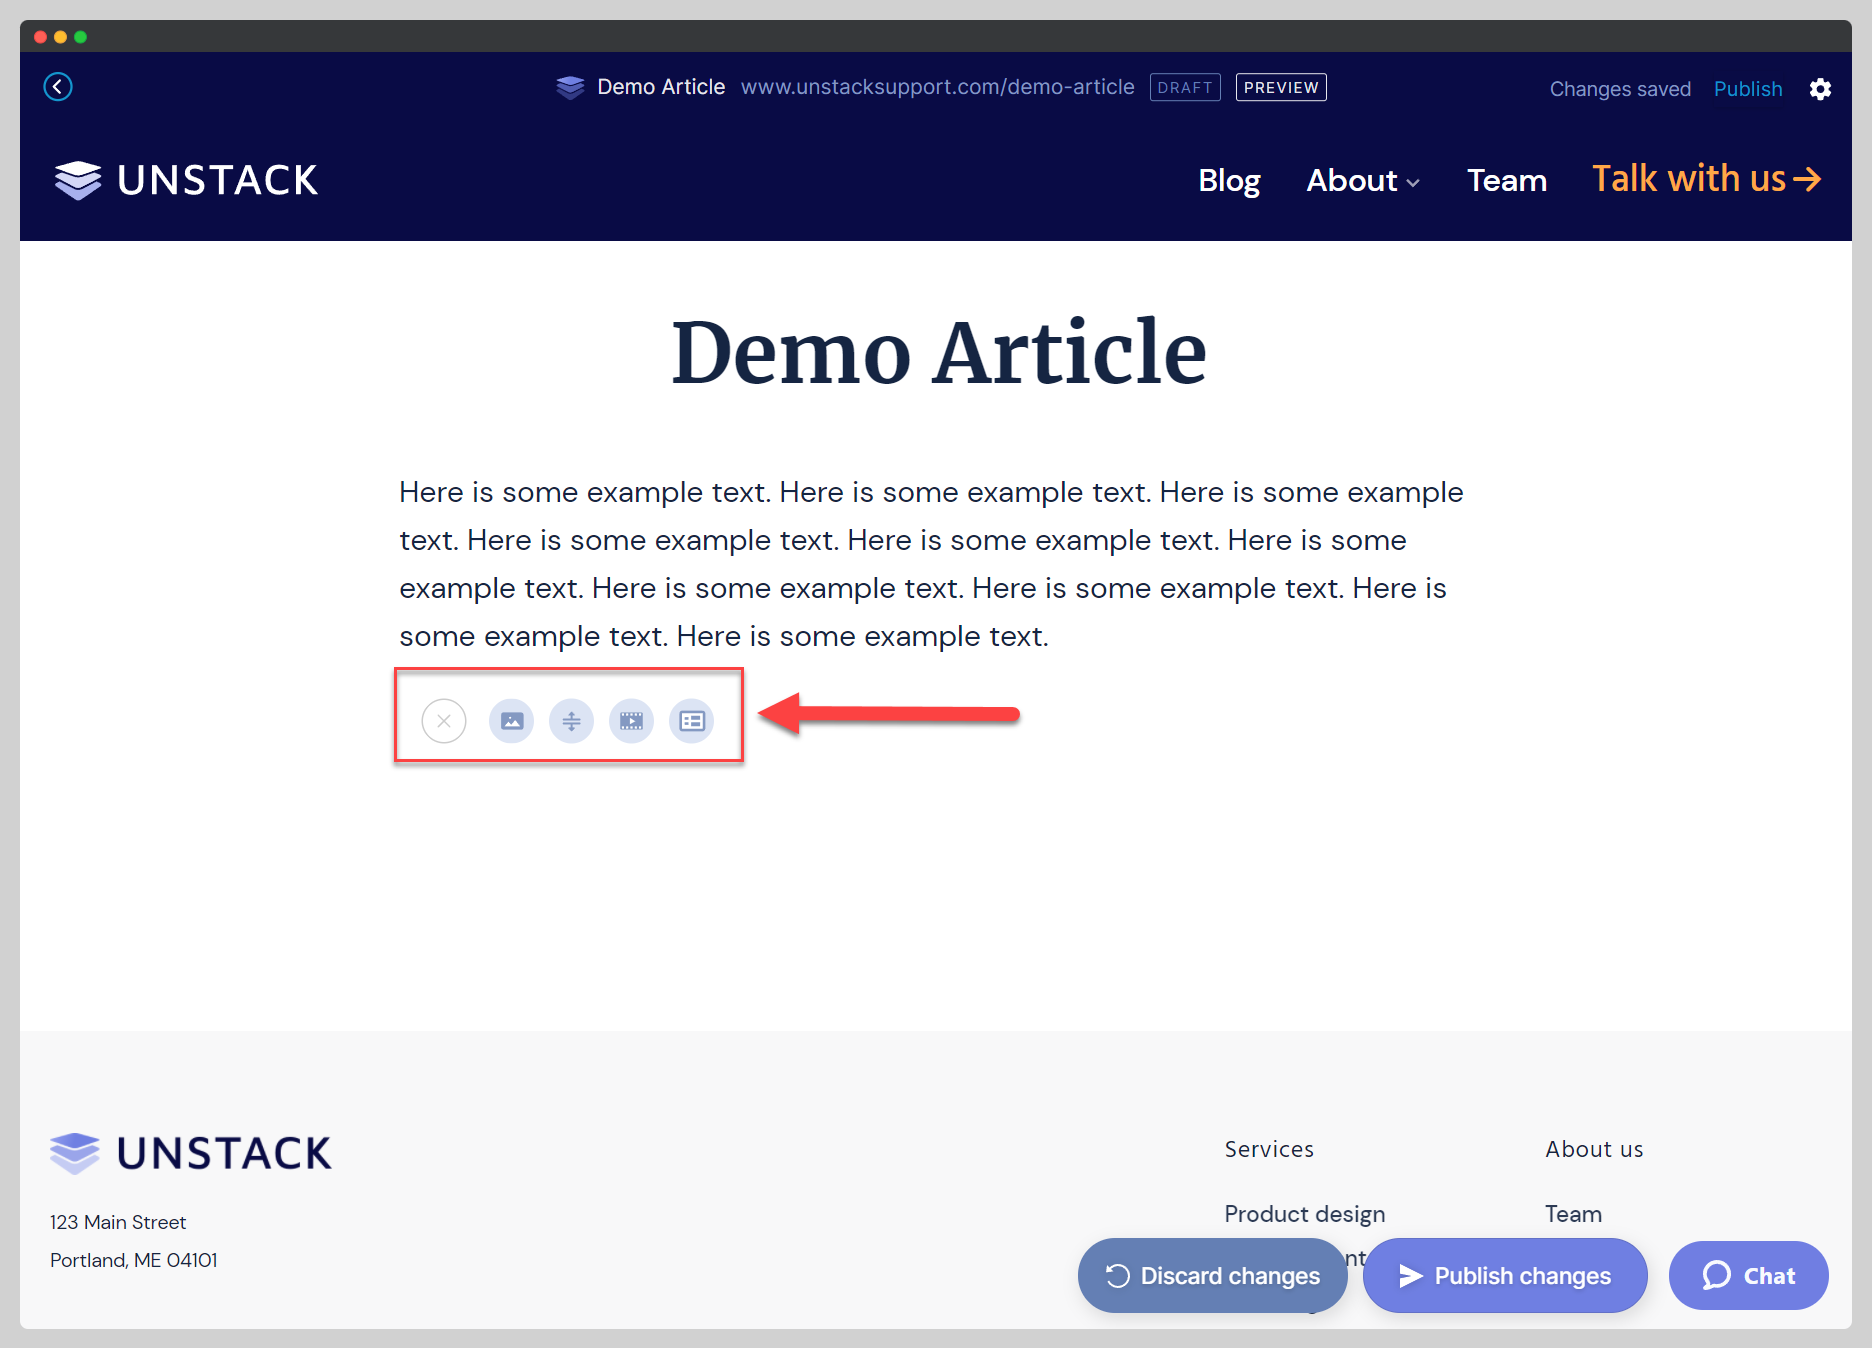 Demo Article www.unstacksupport.com/demo-article DRAFT PREVIEW Changes saved Publish
UNSTACK Blog About Team Talk with us
Demo Article
Here is some example text. Here is some example text. Here is some example
text. Here is some example text. Here is some example text. Here is some
example text. Here is some example text. Here is some example text. Here is
some example text. Here is some example text.
UNSTACK
123 Main Street
Portland, ME 04101
Services
Product design
About us
Team
Discard changes Publish changes Chat